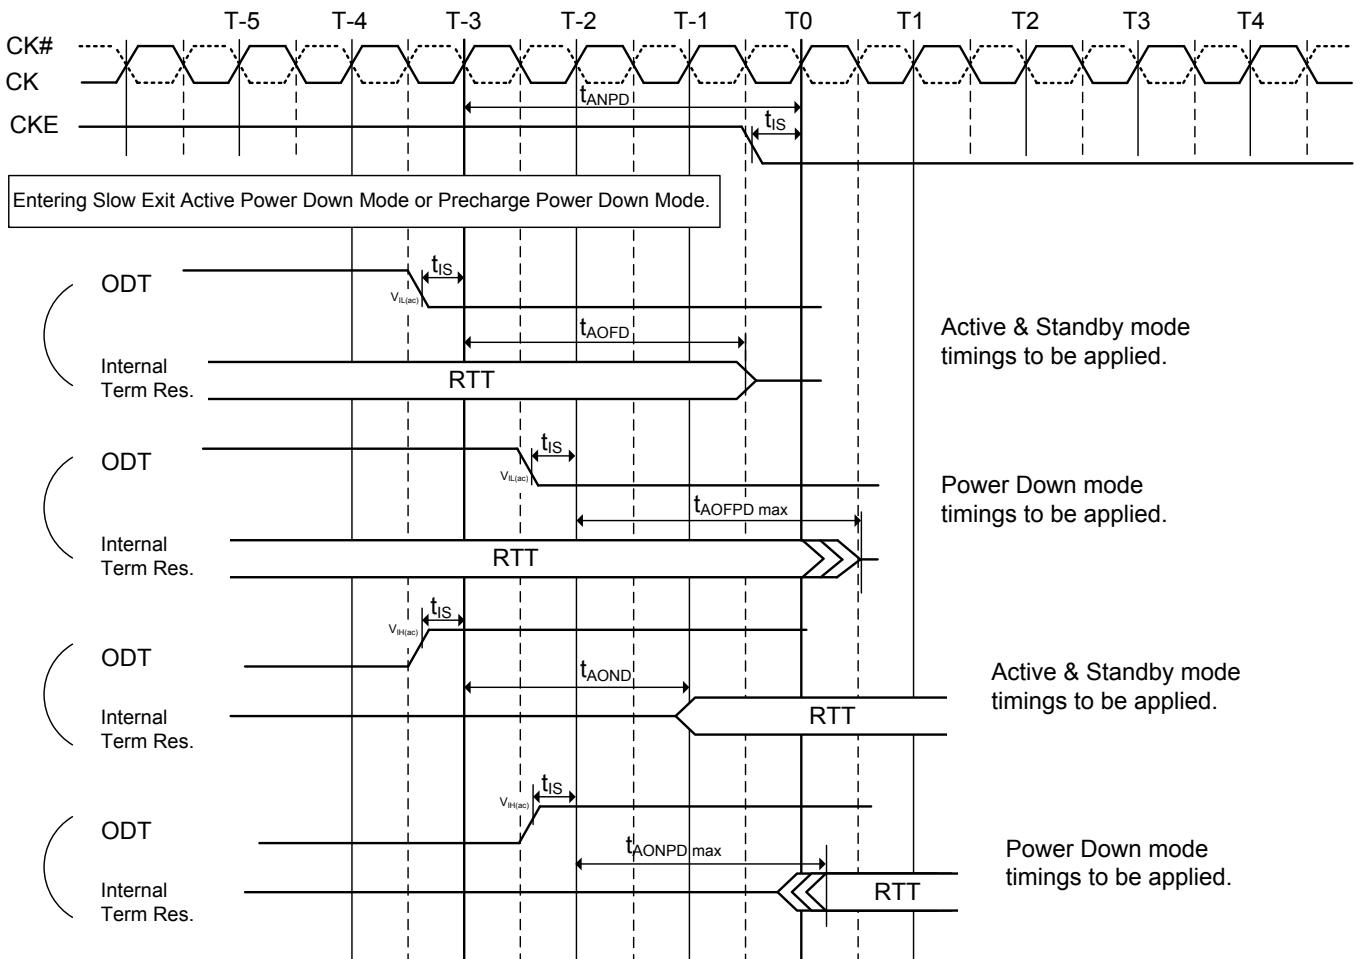 T-5 T-4 T-3 T-2 T-1 T0 T1 T2 T3 T4
CK#
CK
tANPD
CKE
tIS
Entering Slow Exit Active Power Down Mode or Precharge Power Down Mode.
ODT
tIS
VIL(ac)
tAOFD
Active & Standby mode
timings to be applied.
Internal
Term Res.
RTT
ODT
tIS
VIL(ac)
tAOFPD max
Power Down mode
timings to be applied.
Internal
Term Res.
RTT
tIS
VIH(ac)
ODT
tAOND
Active & Standby mode
timings to be applied.
Internal
Term Res.
RTT
tIS
VIH(ac)
ODT
tAONPD max
Power Down mode
timings to be applied.
Internal
Term Res.
RTT